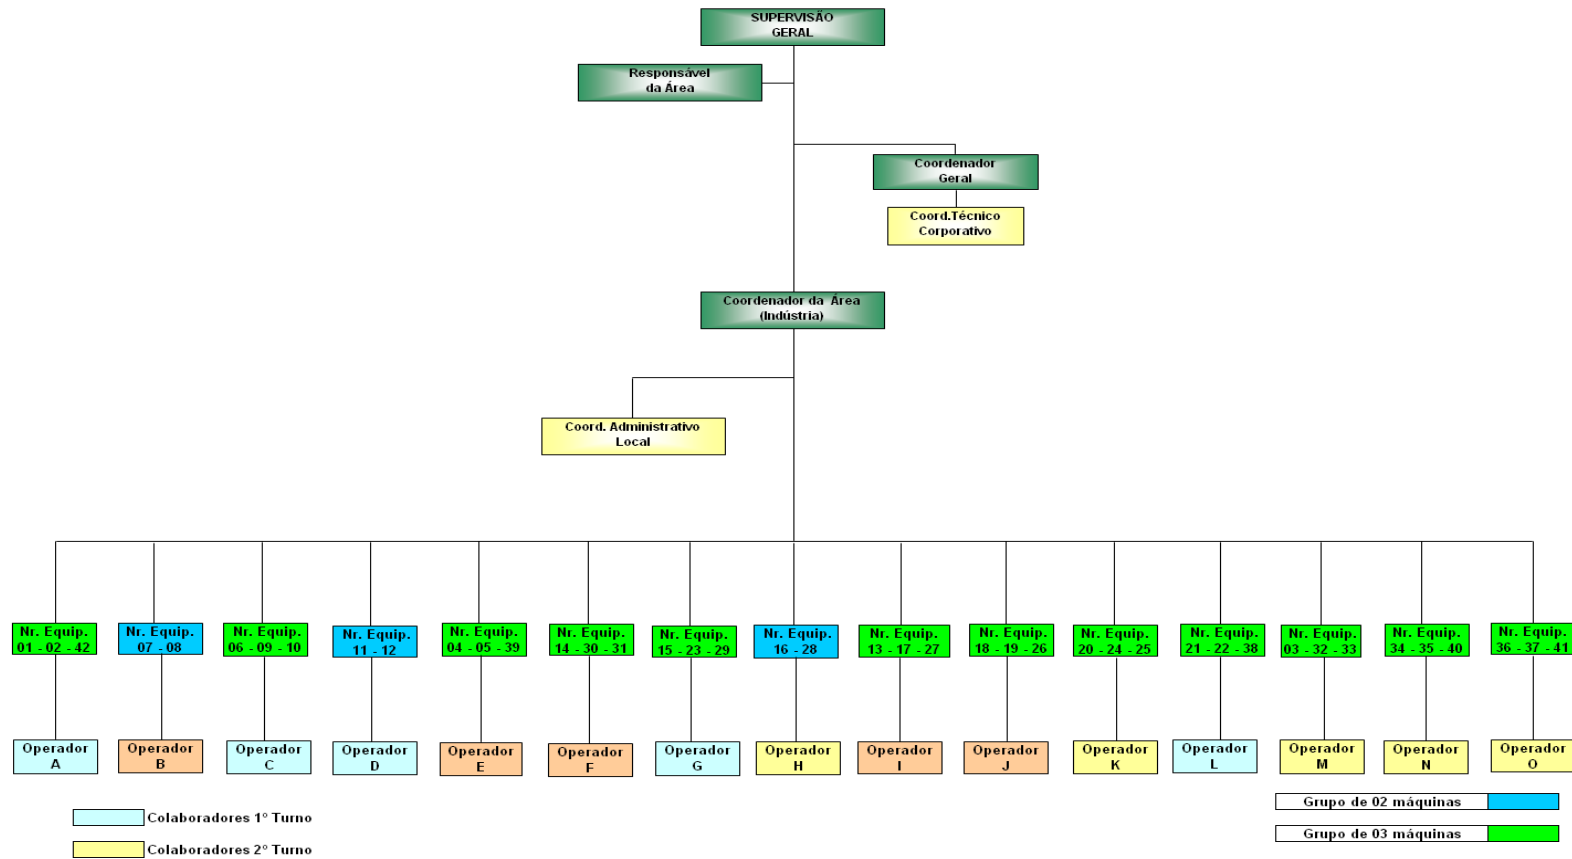 SUPERVISÃO
GERAL
Responsável
da Área
Coordenador
Geral
Coord.Técnico
Corporativo
Coordenador da Área
(Indústria)
Coord. Administrativo
Local
Nr. Equip.
01 - 02 - 42
Nr. Equip.
07 - 08
Nr. Equip.
06 - 09 - 10
Nr. Equip.
11 - 12
Nr. Equip.
04 - 05 - 39
Nr. Equip.
14 - 30 - 31
Nr. Equip.
15 - 23 - 29
Nr. Equip.
16 - 28
Nr. Equip.
13 - 17 - 27
Nr. Equip.
18 - 19 - 26
Nr. Equip.
20 - 24 - 25
Nr. Equip.
21 - 22 - 38
Nr. Equip.
03 - 32 - 33
Nr. Equip.
34 - 35 - 40
Nr. Equip.
36 - 37 - 41
Operador
A
Operador
B
Operador
C
Operador
D
Operador
E
Operador
F
Operador
G
Operador
H
Operador
I
Operador
J
Operador
K
Operador
L
Operador
M
Operador
N
Operador
O
Colaboradores 1º Turno
Colaboradores 2º Turno
Grupo de 02 máquinas
Grupo de 03 máquinas